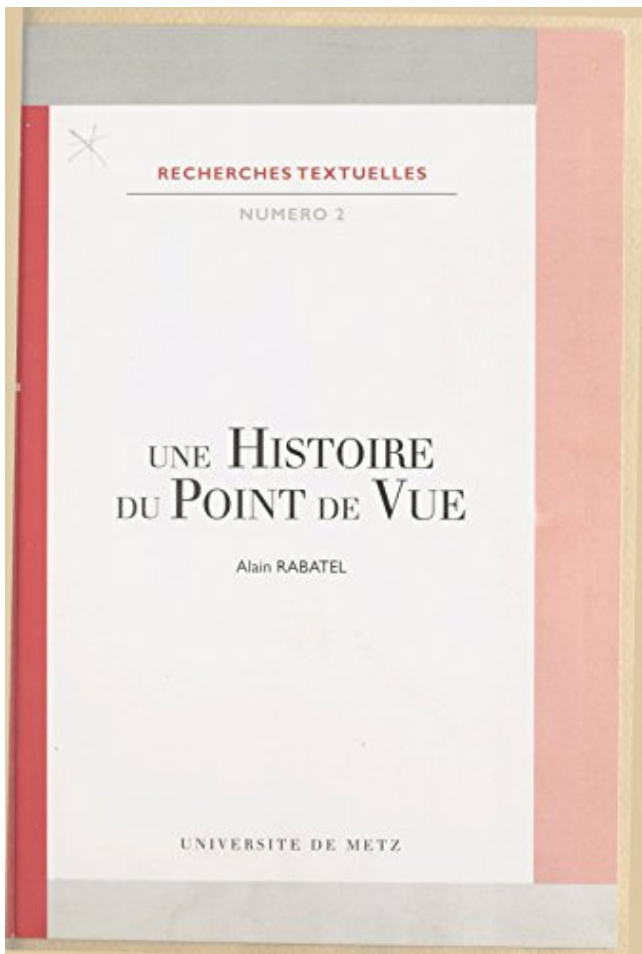 RECHERCHES TEXTUELLES
NUMERO 2
UNE HISTOIRE
DU POINT DE VUE
Alain RABATEL
UNIVERSITE DE METZ